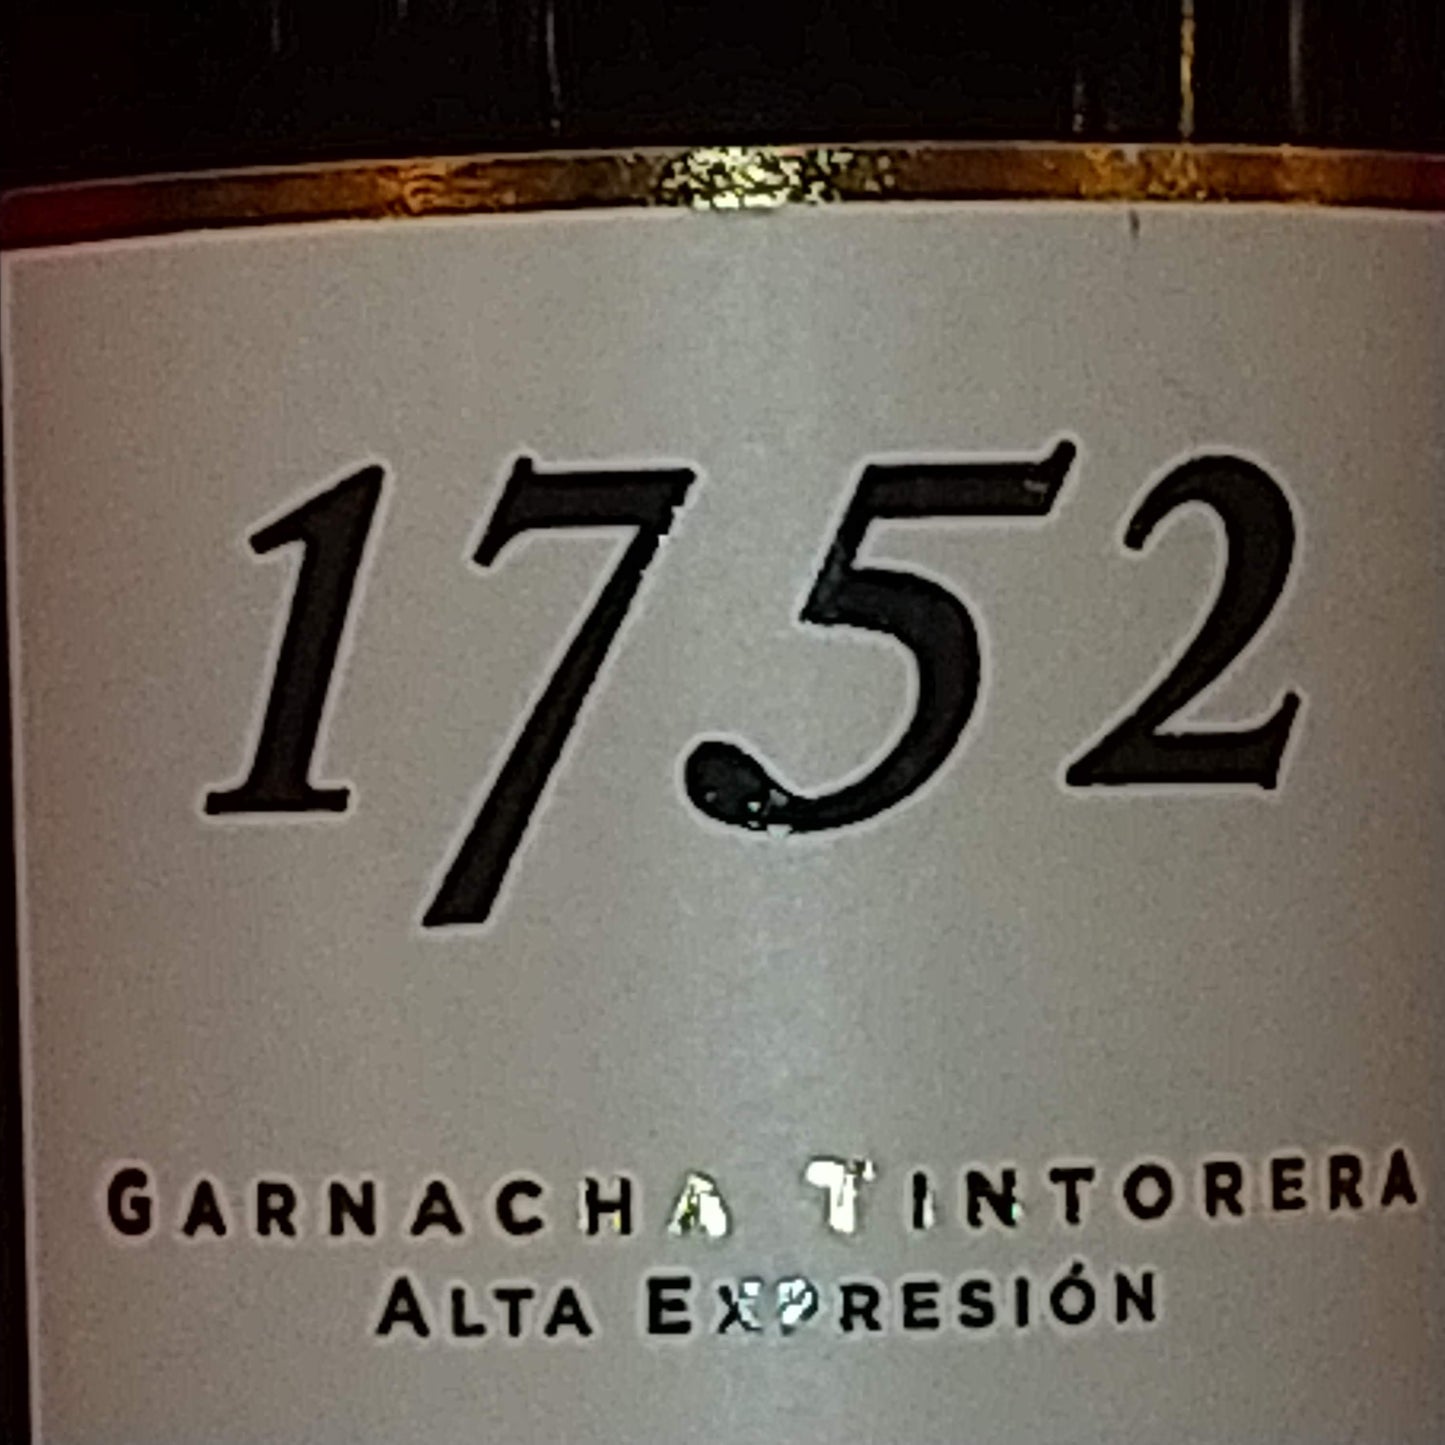 1752
GARNACHA TINTORERA
ALTA EXPRESIÓN